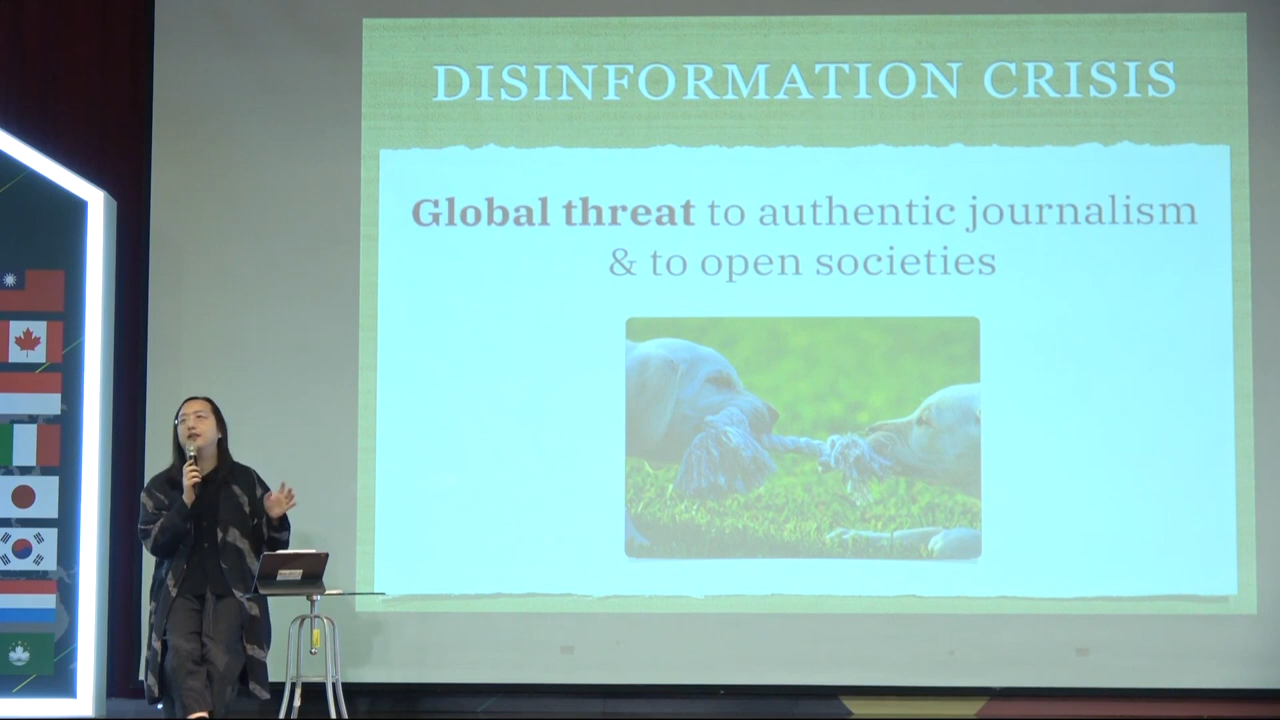 DISINFORMATION CRISIS
Global threat to authentic journalism
& to open societies